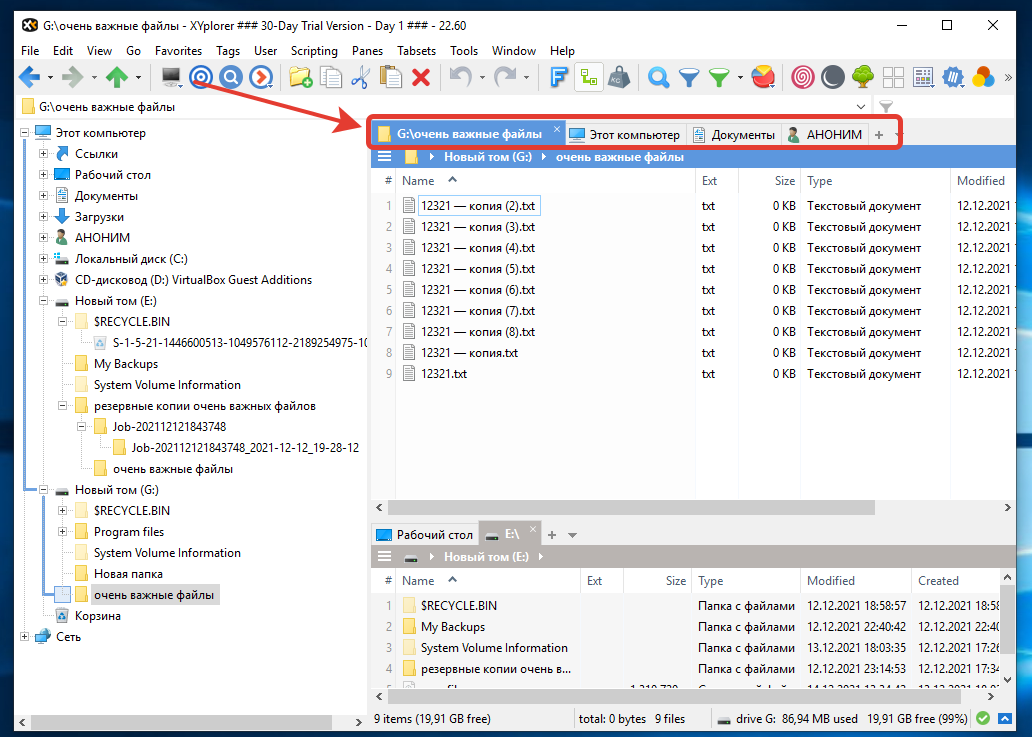 G:\очень важные файлы - XYplorer ### 30-Day Trial Version - Day 1 ### - 22.60
File Edit View Go Favorites Tags User Scripting Panes Tabsets Tools Window Help
G:\очень важные файлы
Этот компьютер
Ссылки
Рабочий стол
Документы
Загрузки
АНОНИМ
Локальный диск (C:)
CD-дисковод (D:) VirtualBox Guest Additions
Новый том (E:)
$RECYCLE.BIN
S-1-5-21-1446600513-1049576112-2189254975-10
My Backups
System Volume Information
резервные копии очень важных файлов
Job-202112121843748
Job-202112121843748_2021-12-12_19-28-12
очень важные файлы
Новый том (G:)
$RECYCLE.BIN
Program files
System Volume Information
Новая папка
очень важные файлы
Корзина
Сеть
G:\очень важные файлы Этот компьютер Документы АНОНИМ
Новый том (G:) очень важные файлы
# Name Ext Size Type Modified
1 12321 — копия (2).txt txt 0 KB Текстовый документ 12.12.2021
2 12321 — копия (3).txt txt 0 KB Текстовый документ 12.12.2021
3 12321 — копия (4).txt txt 0 KB Текстовый документ 12.12.2021
4 12321 — копия (5).txt txt 0 KB Текстовый документ 12.12.2021
5 12321 — копия (6).txt txt 0 KB Текстовый документ 12.12.2021
6 12321 — копия (7).txt txt 0 KB Текстовый документ 12.12.2021
7 12321 — копия (8).txt txt 0 KB Текстовый документ 12.12.2021
8 12321 — копия.txt txt 0 KB Текстовый документ 12.12.2021
9 12321.txt txt 0 KB Текстовый документ 12.12.2021
Рабочий стол E:\
Новый том (E:)
# Name Ext Size Type Modified Created
1 $RECYCLE.BIN Папка с файлами 12.12.2021 18:58:57 12.12.2021 18:58
2 My Backups Папка с файлами 12.12.2021 22:40:42 12.12.2021 22:40
3 System Volume Information Папка с файлами 13.12.2021 18:03:35 12.12.2021 17:26
4 резервные копии очень в... Папка с файлами 12.12.2021 23:14:53 12.12.2021 17:34
9 items (19,91 GB free) total: 0 bytes 9 files drive G: 86,94 MB used 19,91 GB free (99%)